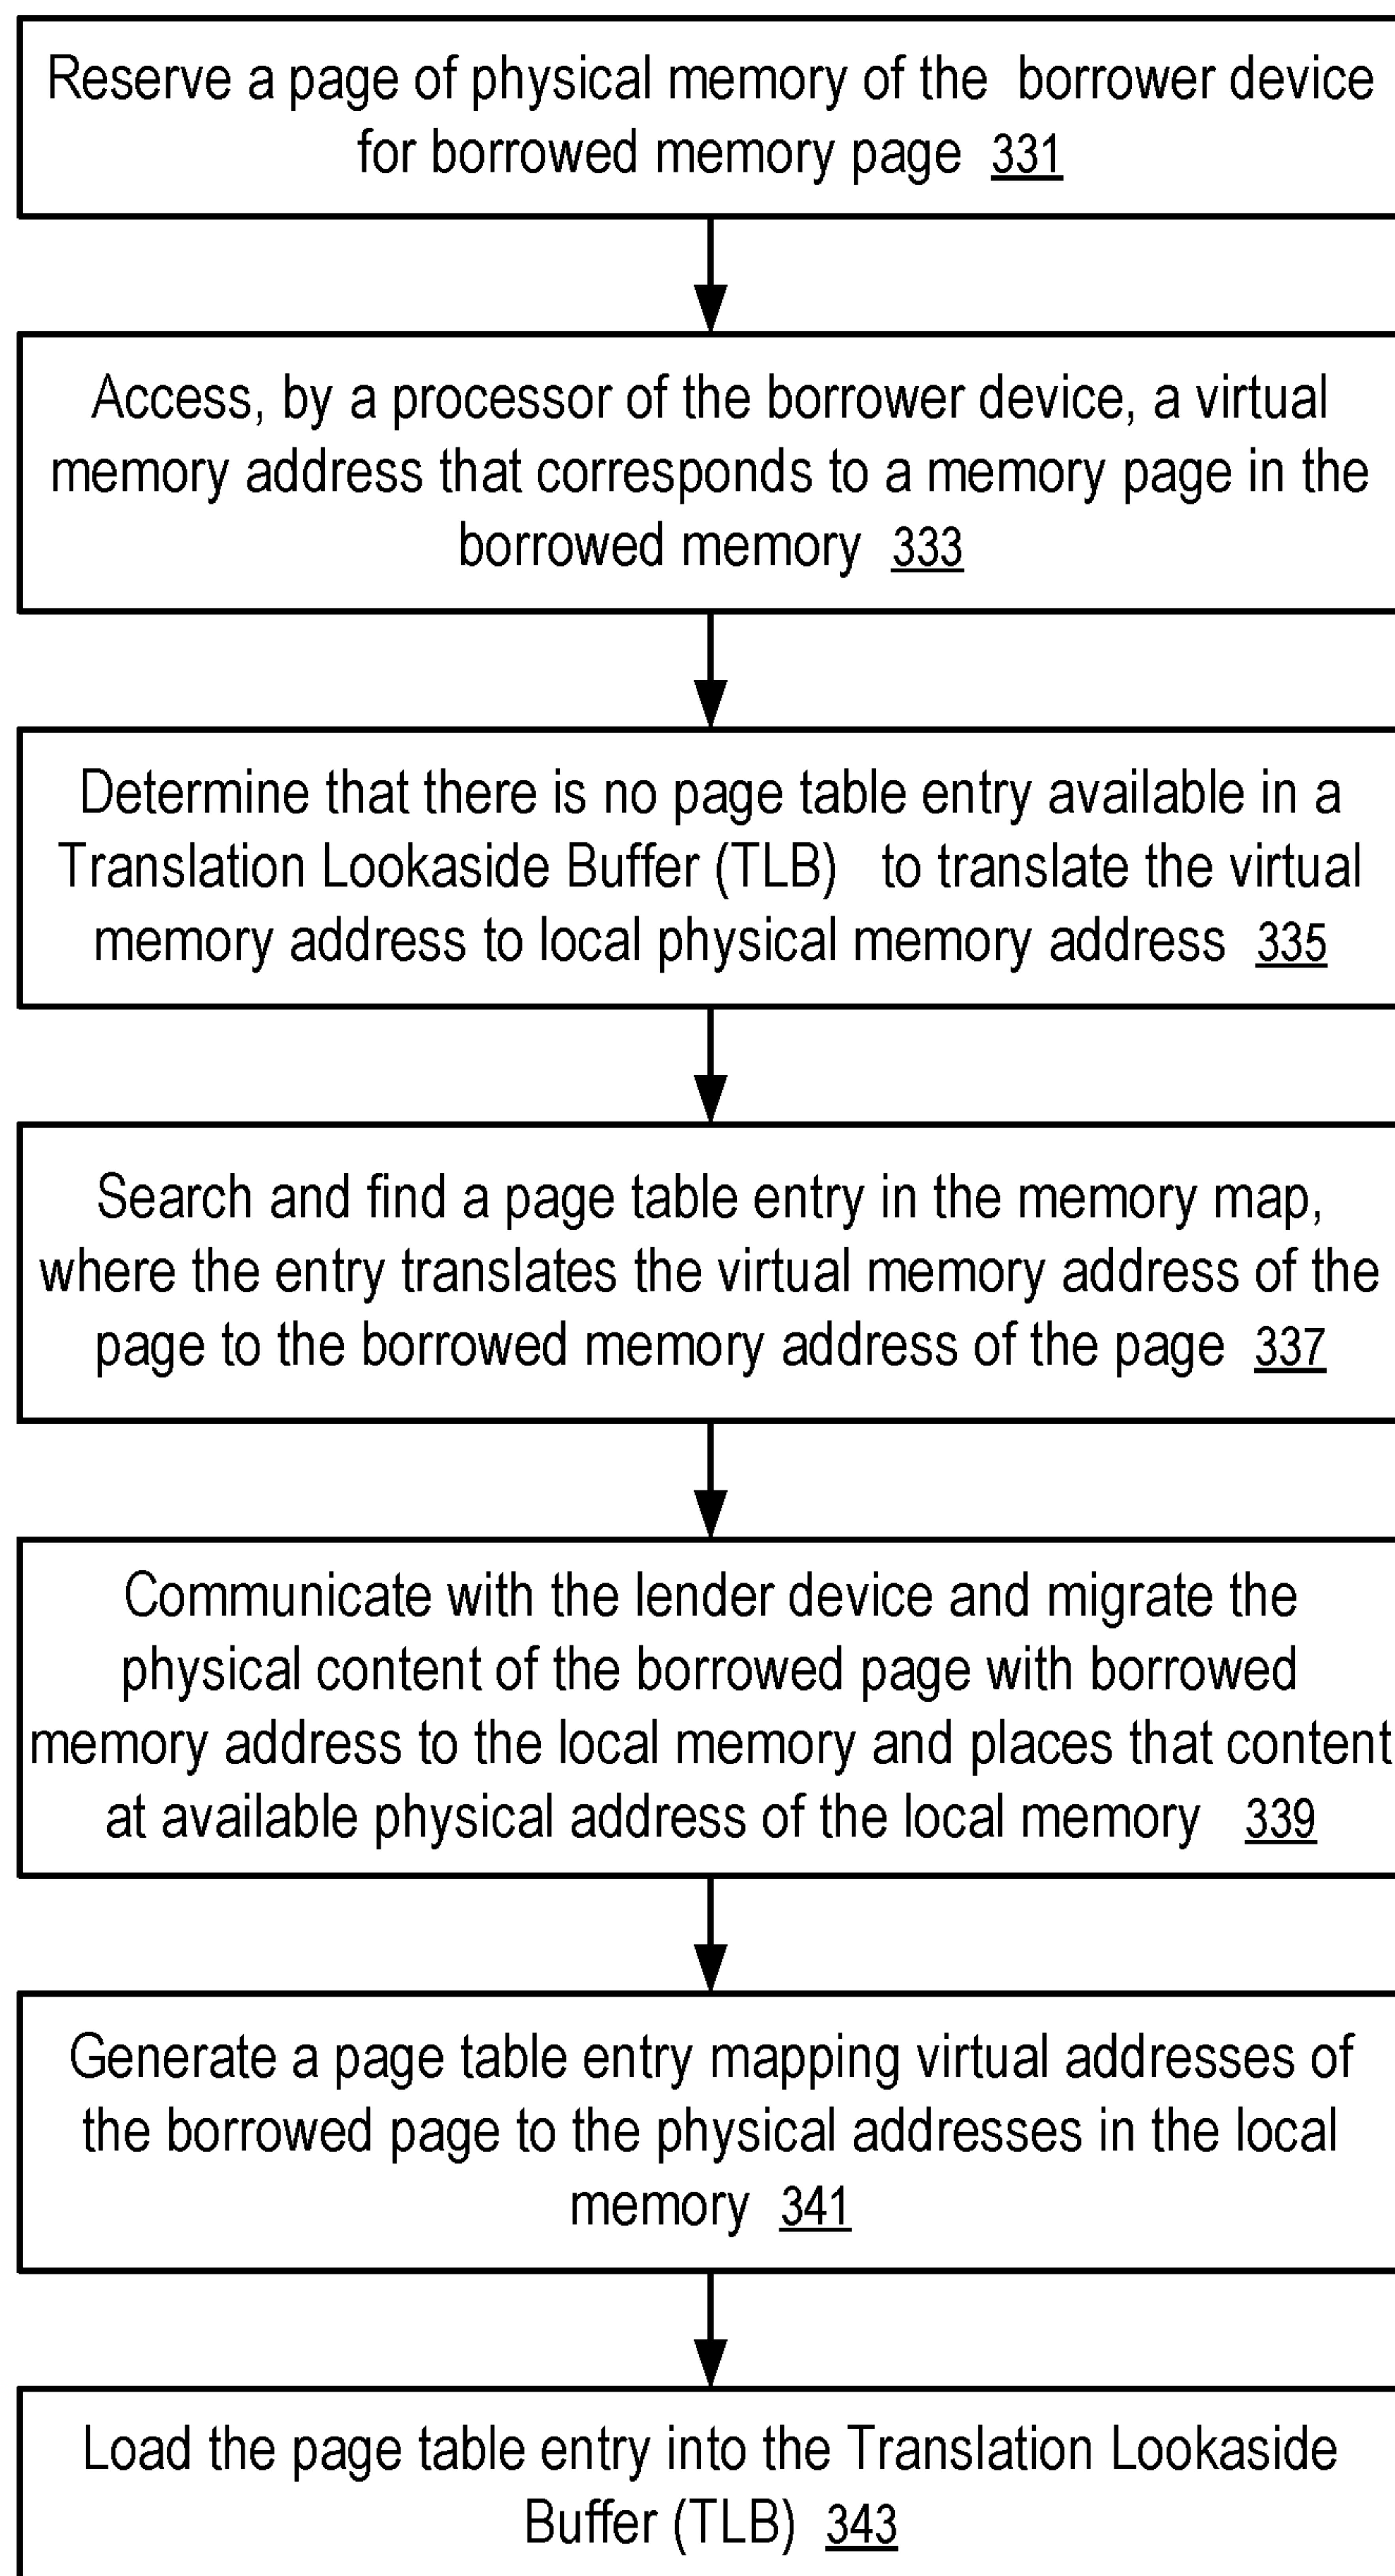 Reserve a page of physical memory of the borrower device
for borrowed memory page 331
Access, by a processor of the borrower device, a virtual
memory address that corresponds to a memory page in the
borrowed memory 333
Determine that there is no page table entry available in a
Translation Lookaside Buffer (TLB) to translate the virtual
memory address to local physical memory address 335
Search and find a page table entry in the memory map,
where the entry translates the virtual memory address of the
page to the borrowed memory address of the page 337
Communicate with the lender device and migrate the
physical content of the borrowed page with borrowed
memory address to the local memory and places that content
at available physical address of the local memory 339
Generate a page table entry mapping virtual addresses of
the borrowed page to the physical addresses in the local
memory 341
Load the page table entry into the Translation Lookaside
Buffer (TLB) 343